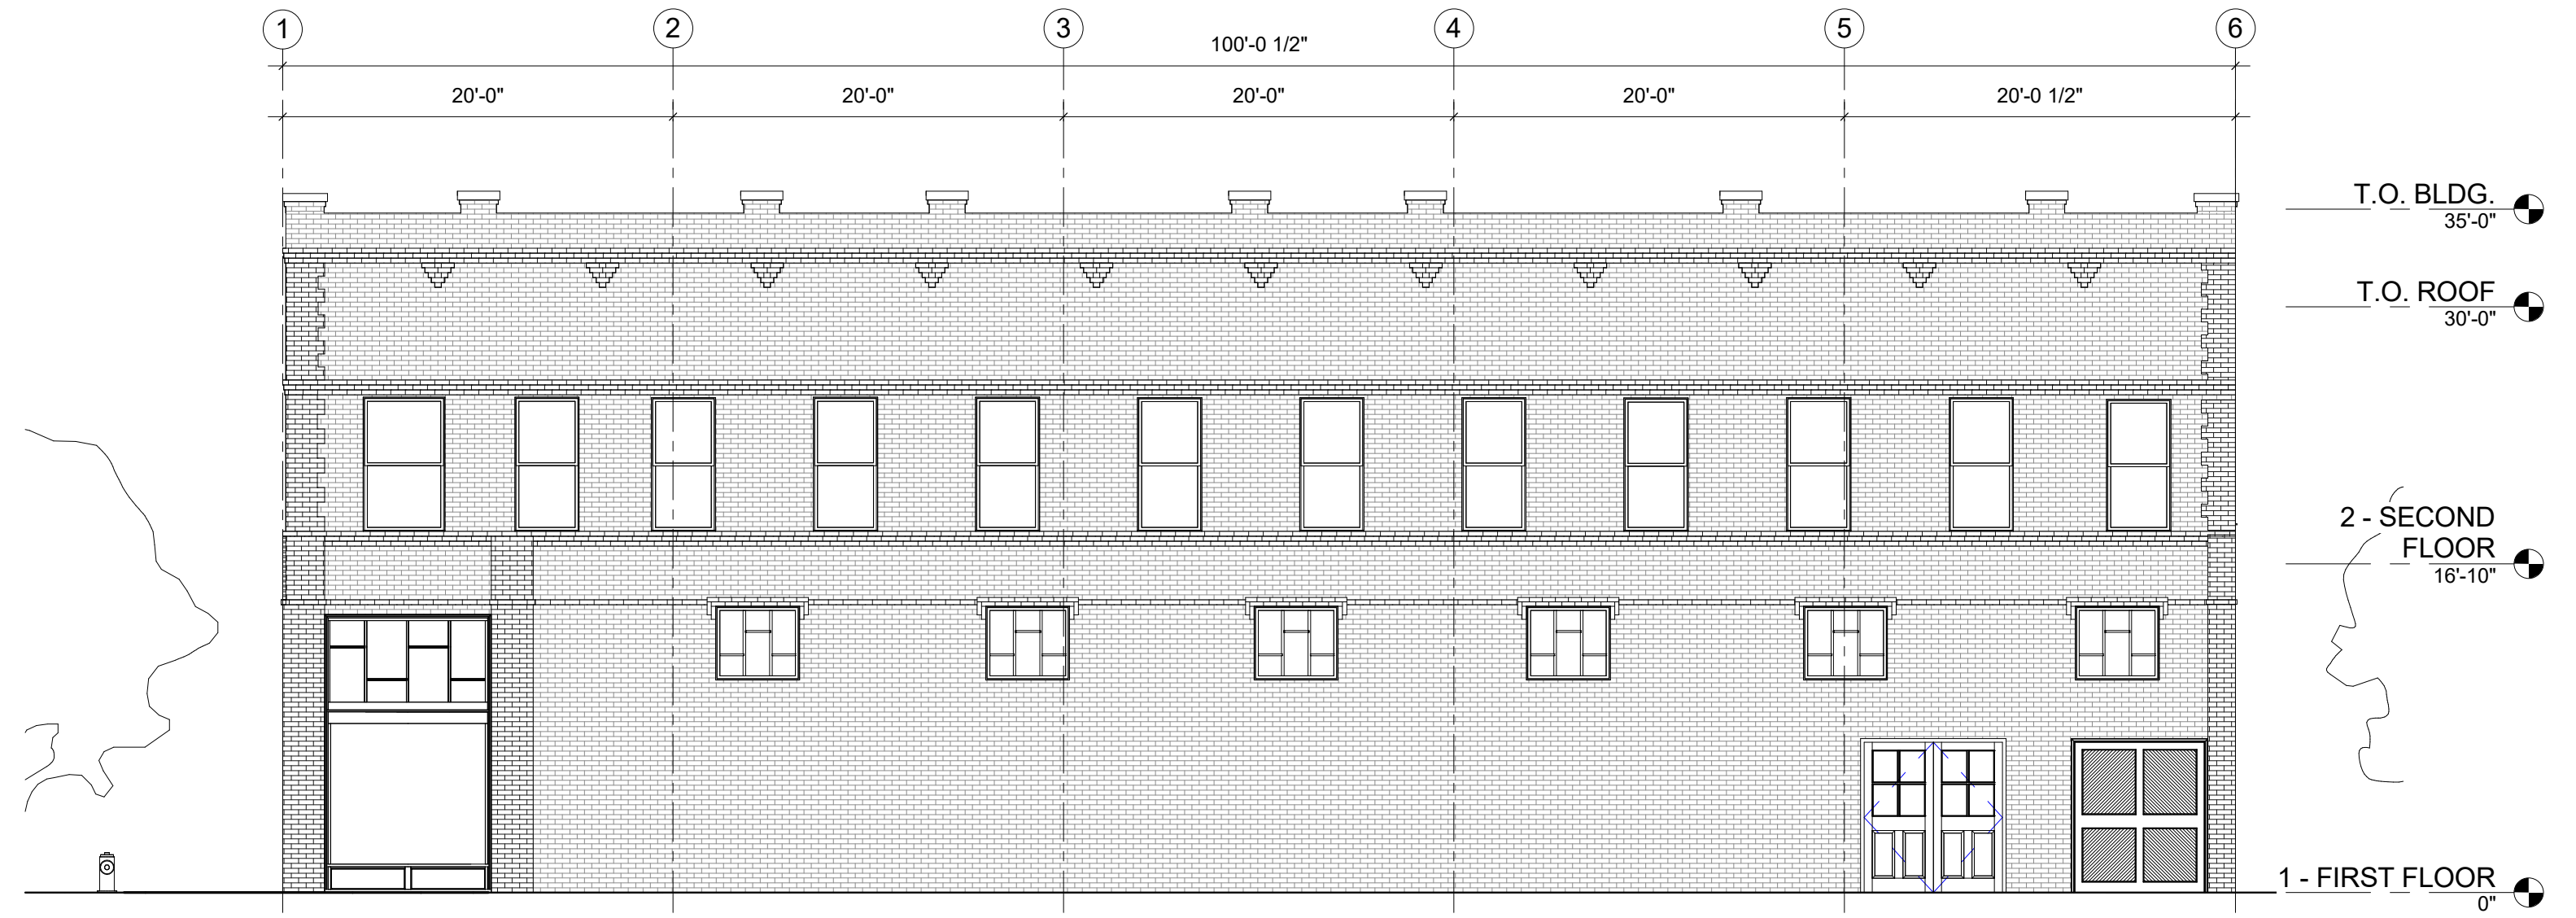 1 2 3 4 5 6
100'-0 1/2"
20'-0" 20'-0" 20'-0" 20'-0" 20'-0 1/2"
T.O. BLDG.
35'-0"
T.O. ROOF
30'-0"
2 - SECOND
FLOOR
16'-10"
1 - FIRST FLOOR
0"